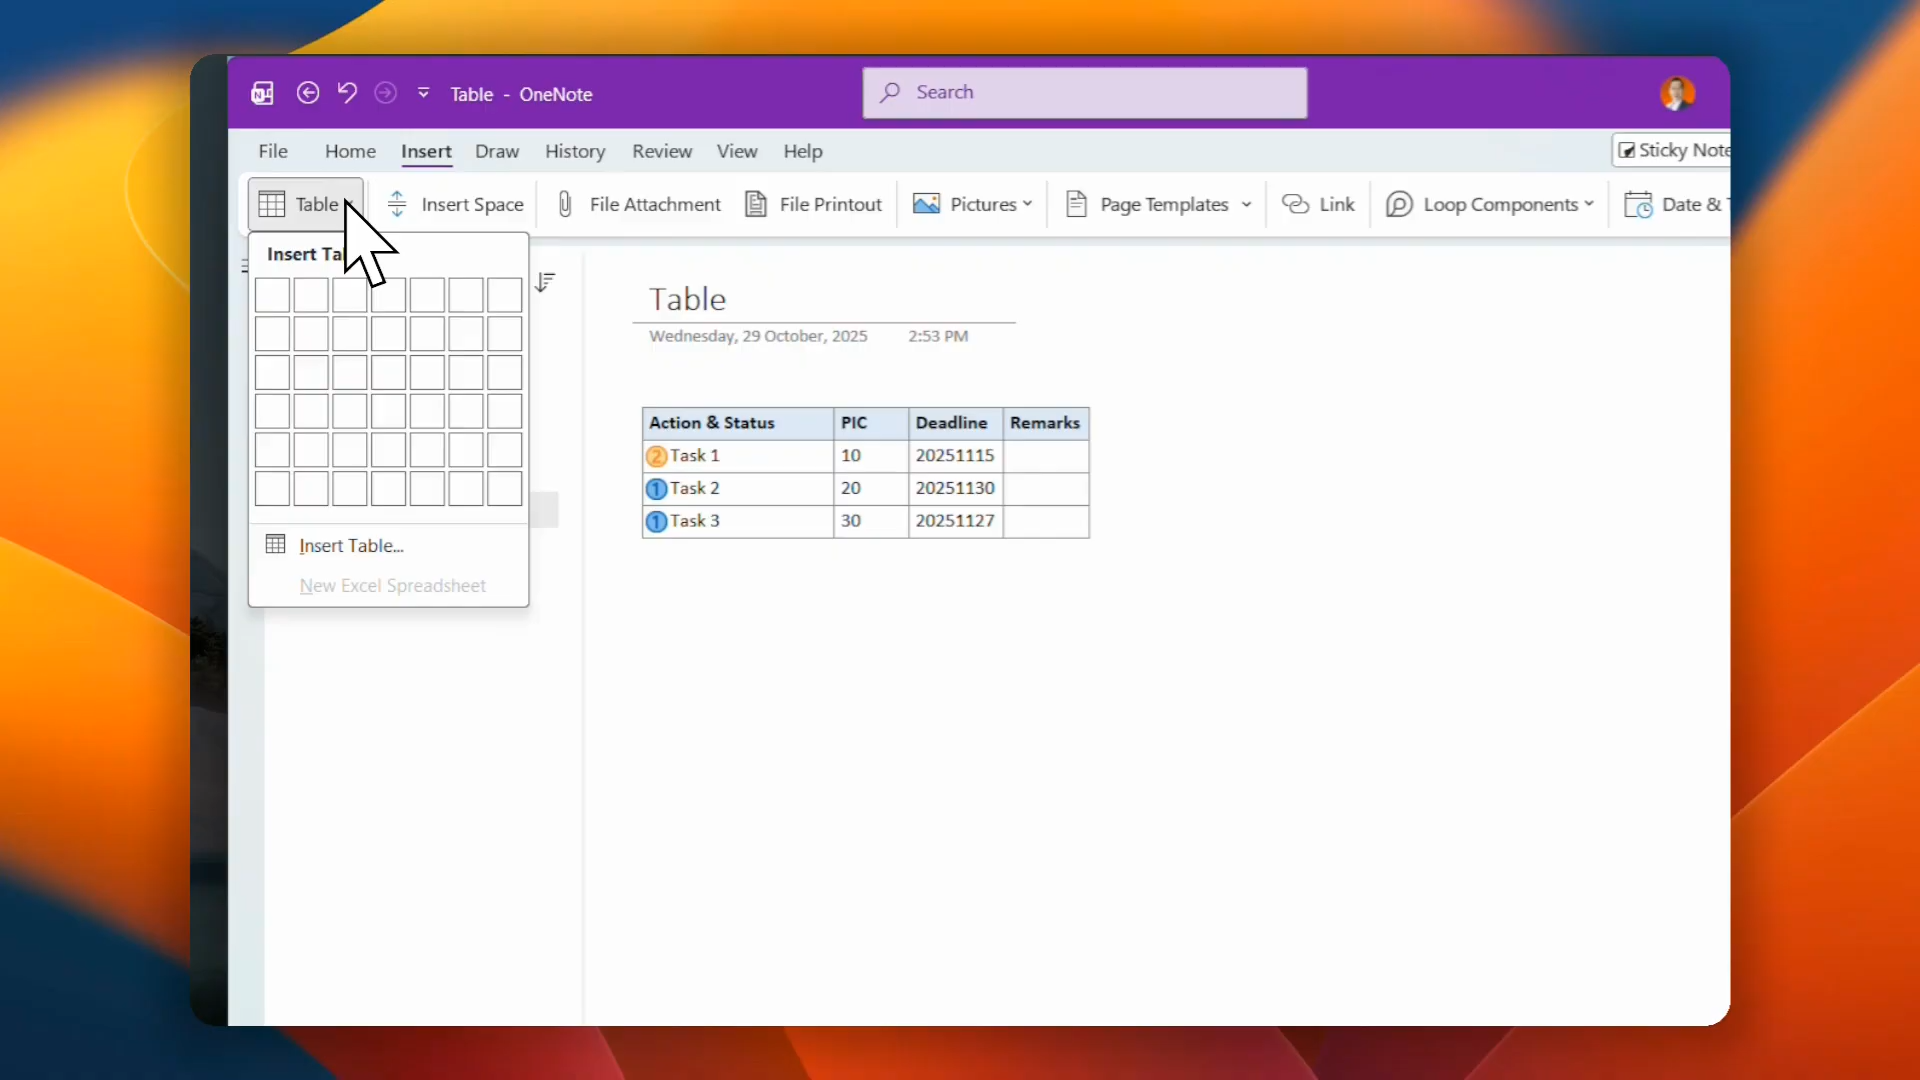 Table - OneNote
Search
File Home Insert Draw History Review View Help
Sticky Note
Table Insert Space File Attachment File Printout Pictures Page Templates Link Loop Components Date &
Insert Ta
Insert Table...
New Excel Spreadsheet
Table
Wednesday, 29 October, 2025 2:53 PM
Action & Status PIC Deadline Remarks
2 Task 1 10 20251115
1 Task 2 20 20251130
1 Task 3 30 20251127